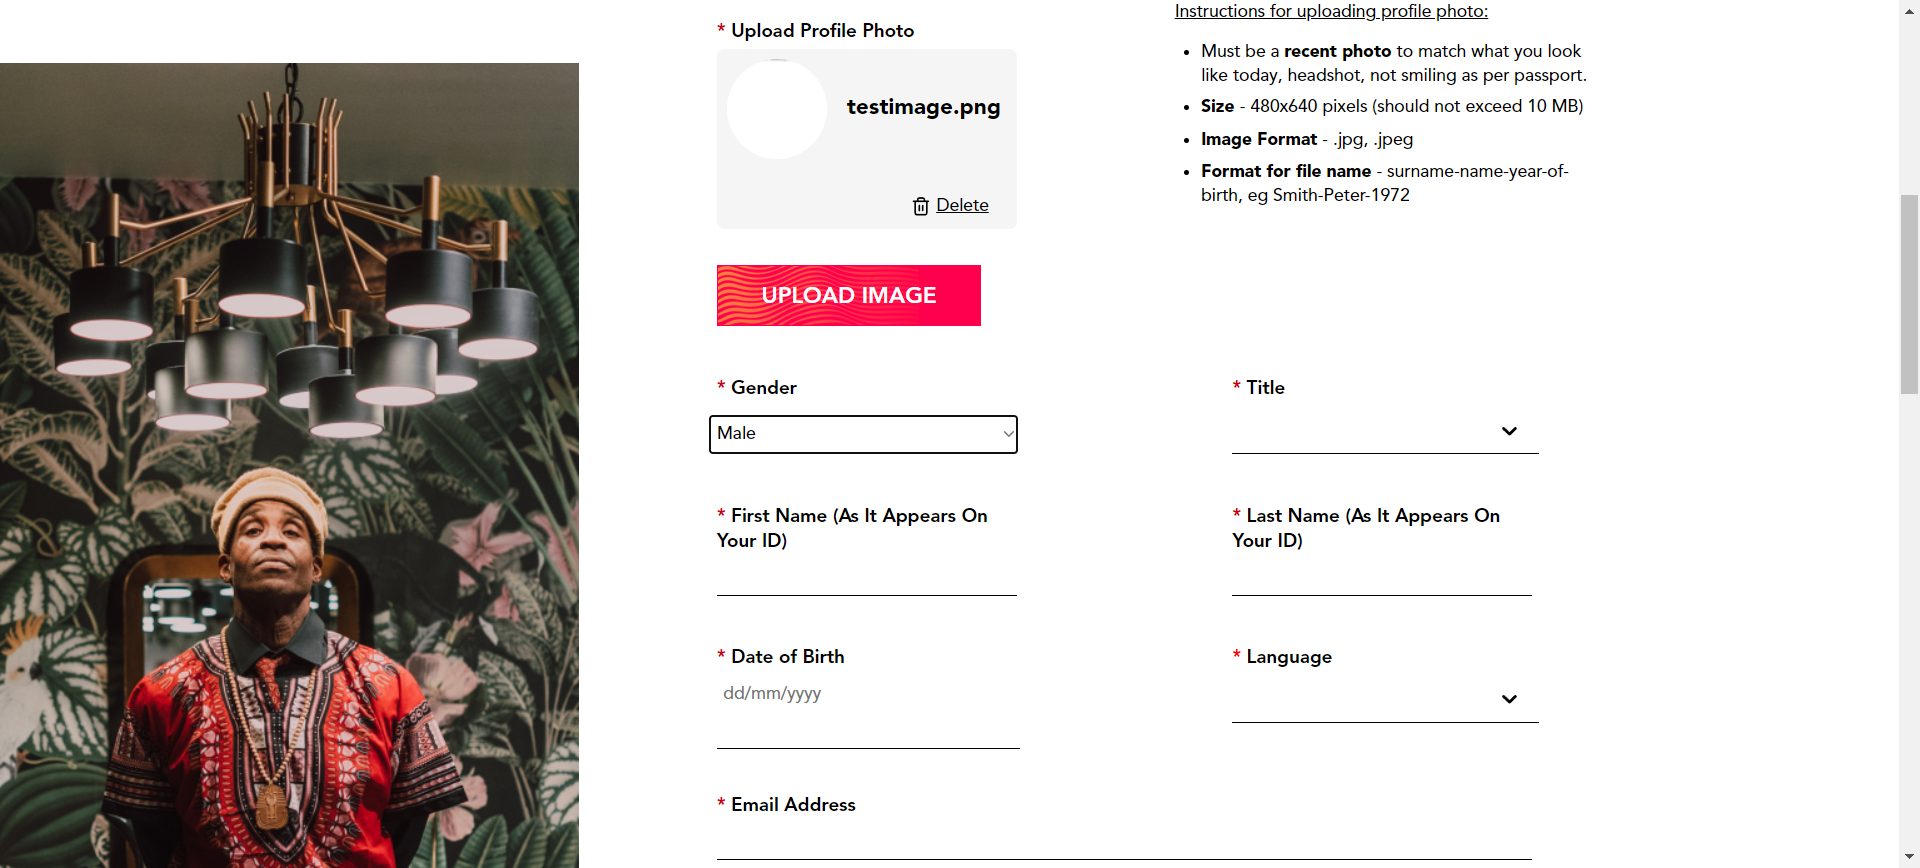 * Upload Profile Photo
testimage.png
Delete
UPLOAD IMAGE
Instructions for uploading profile photo:
• Must be a recent photo to match what you look
like today, headshot, not smiling as per passport.
• Size - 480x640 pixels (should not exceed 10 MB)
• Image Format - .jpg, .jpeg
• Format for file name - surname-name-year-of-
birth, eg Smith-Peter-1972
* Gender
Male
* Title
* First Name (As It Appears On
Your ID)
* Last Name (As It Appears On
Your ID)
* Date of Birth
dd/mm/yyyy
* Language
* Email Address